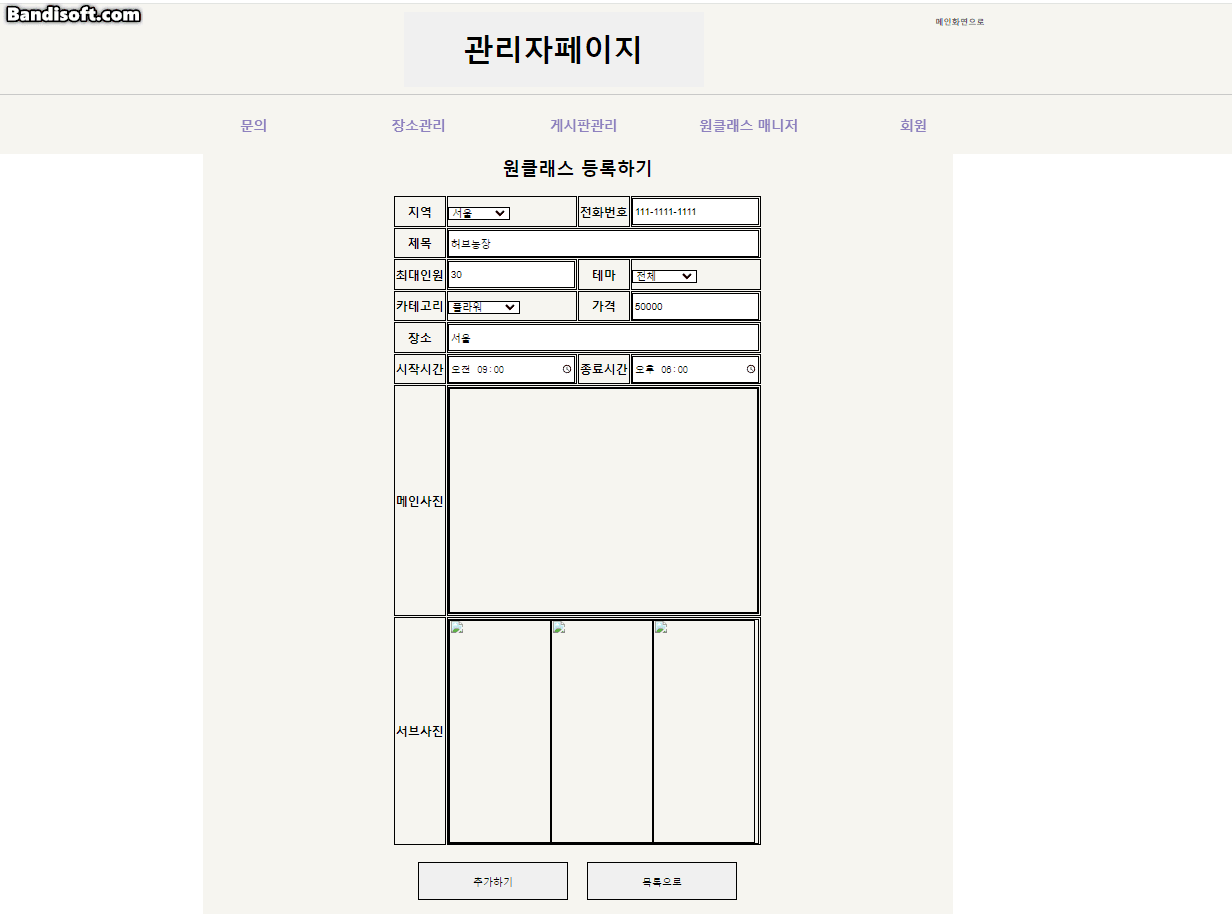 Bandisoft.com
메인화면으로
관리자페이지
문의 장소관리 게시판관리 원클래스 매니저 회원
원클래스 등록하기
지역 서울 전화번호 111-1111-1111
제목 허브농장
최대인원 30 테마 전체
카테고리 플라워 가격 50000
장소 서울
시작시간 오전 09:00 종료시간 오후 06:00
메인사진
서브사진
추가하기 목록으로